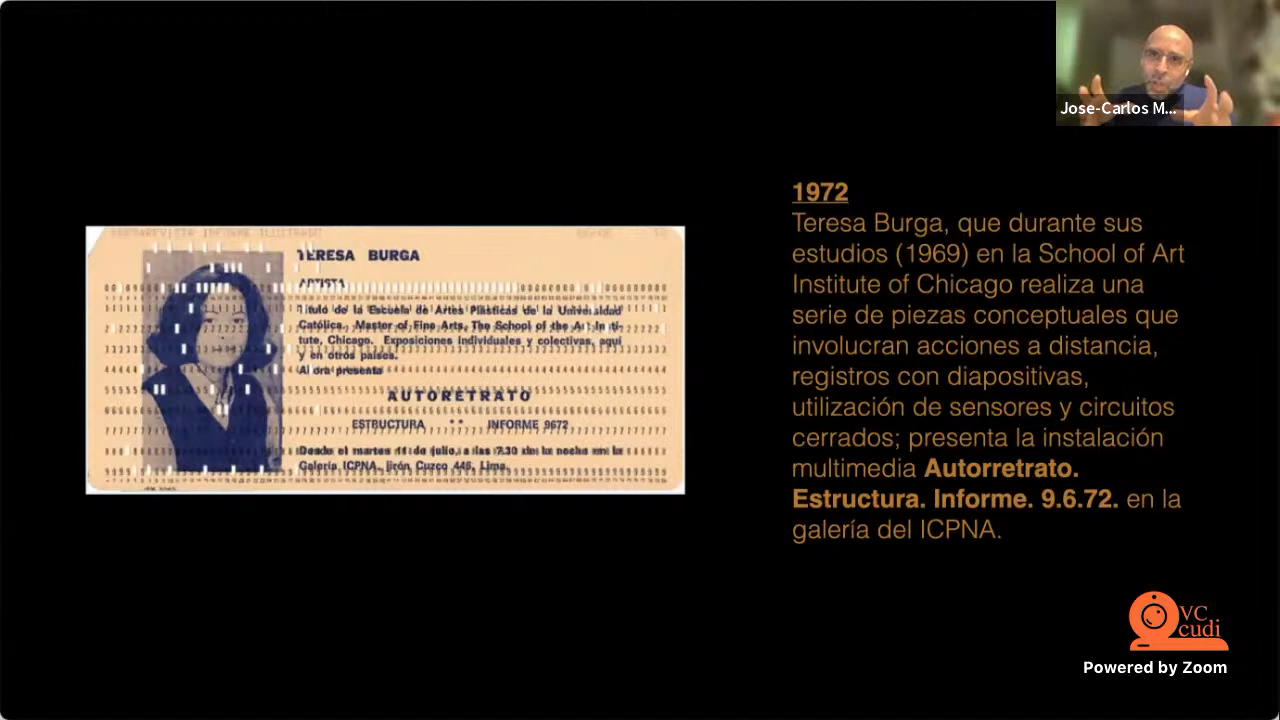 Jose-Carlos M...
TERESA BURGA
ARTISTA
Titulo de la Escuela de Artes Plásticas de la Universidad
Católica. Master of Fine Arts, The School of the Art Insti-
tute, Chicago. Exposiciones individuales y colectivas, aquí
y en otros países.
Ahora presenta
AUTORETRATO
ESTRUCTURA ** INFORME 9672
Desde el martes 11 de julio, a las 7.30 de la noche en la
Galería ICPNA, jirón Cuzco 446, Lima.
1972
Teresa Burga, que durante sus
estudios (1969) en la School of Art
Institute of Chicago realiza una
serie de piezas conceptuales que
involucran acciones a distancia,
registros con diapositivas,
utilización de sensores y circuitos
cerrados; presenta la instalación
multimedia Autorretrato.
Estructura. Informe. 9.6.72. en la
galería del ICPNA.
VC
cudi
Powered by Zoom